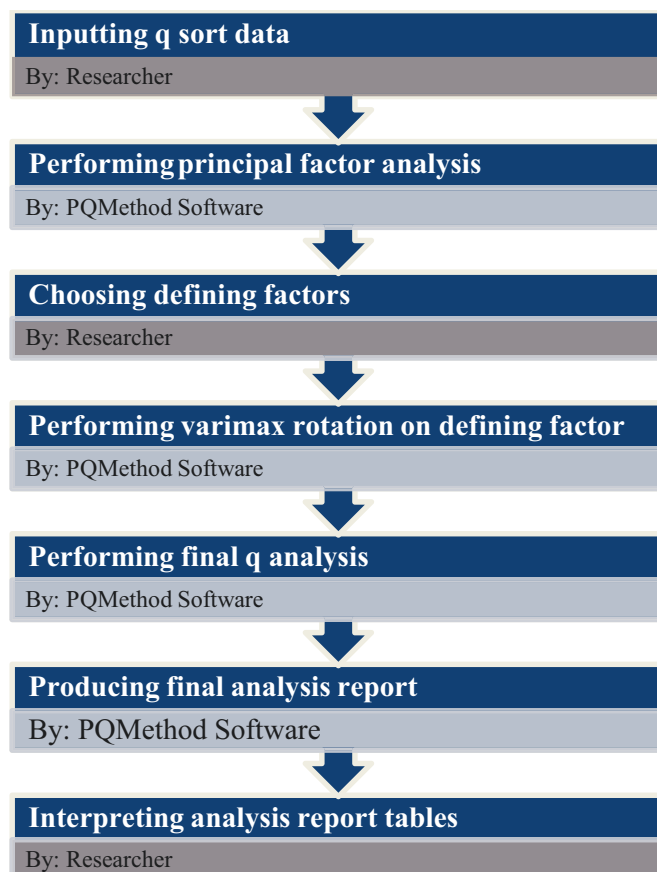 Inputting q sort data
By: Researcher
Performing principal factor analysis
By: PQMethod Software
Choosing defining factors
By: Researcher
Performing varimax rotation on defining factor
By: PQMethod Software
Performing final q analysis
By: PQMethod Software
Producing final analysis report
By: PQMethod Software
Interpreting analysis report tables
By: Researcher